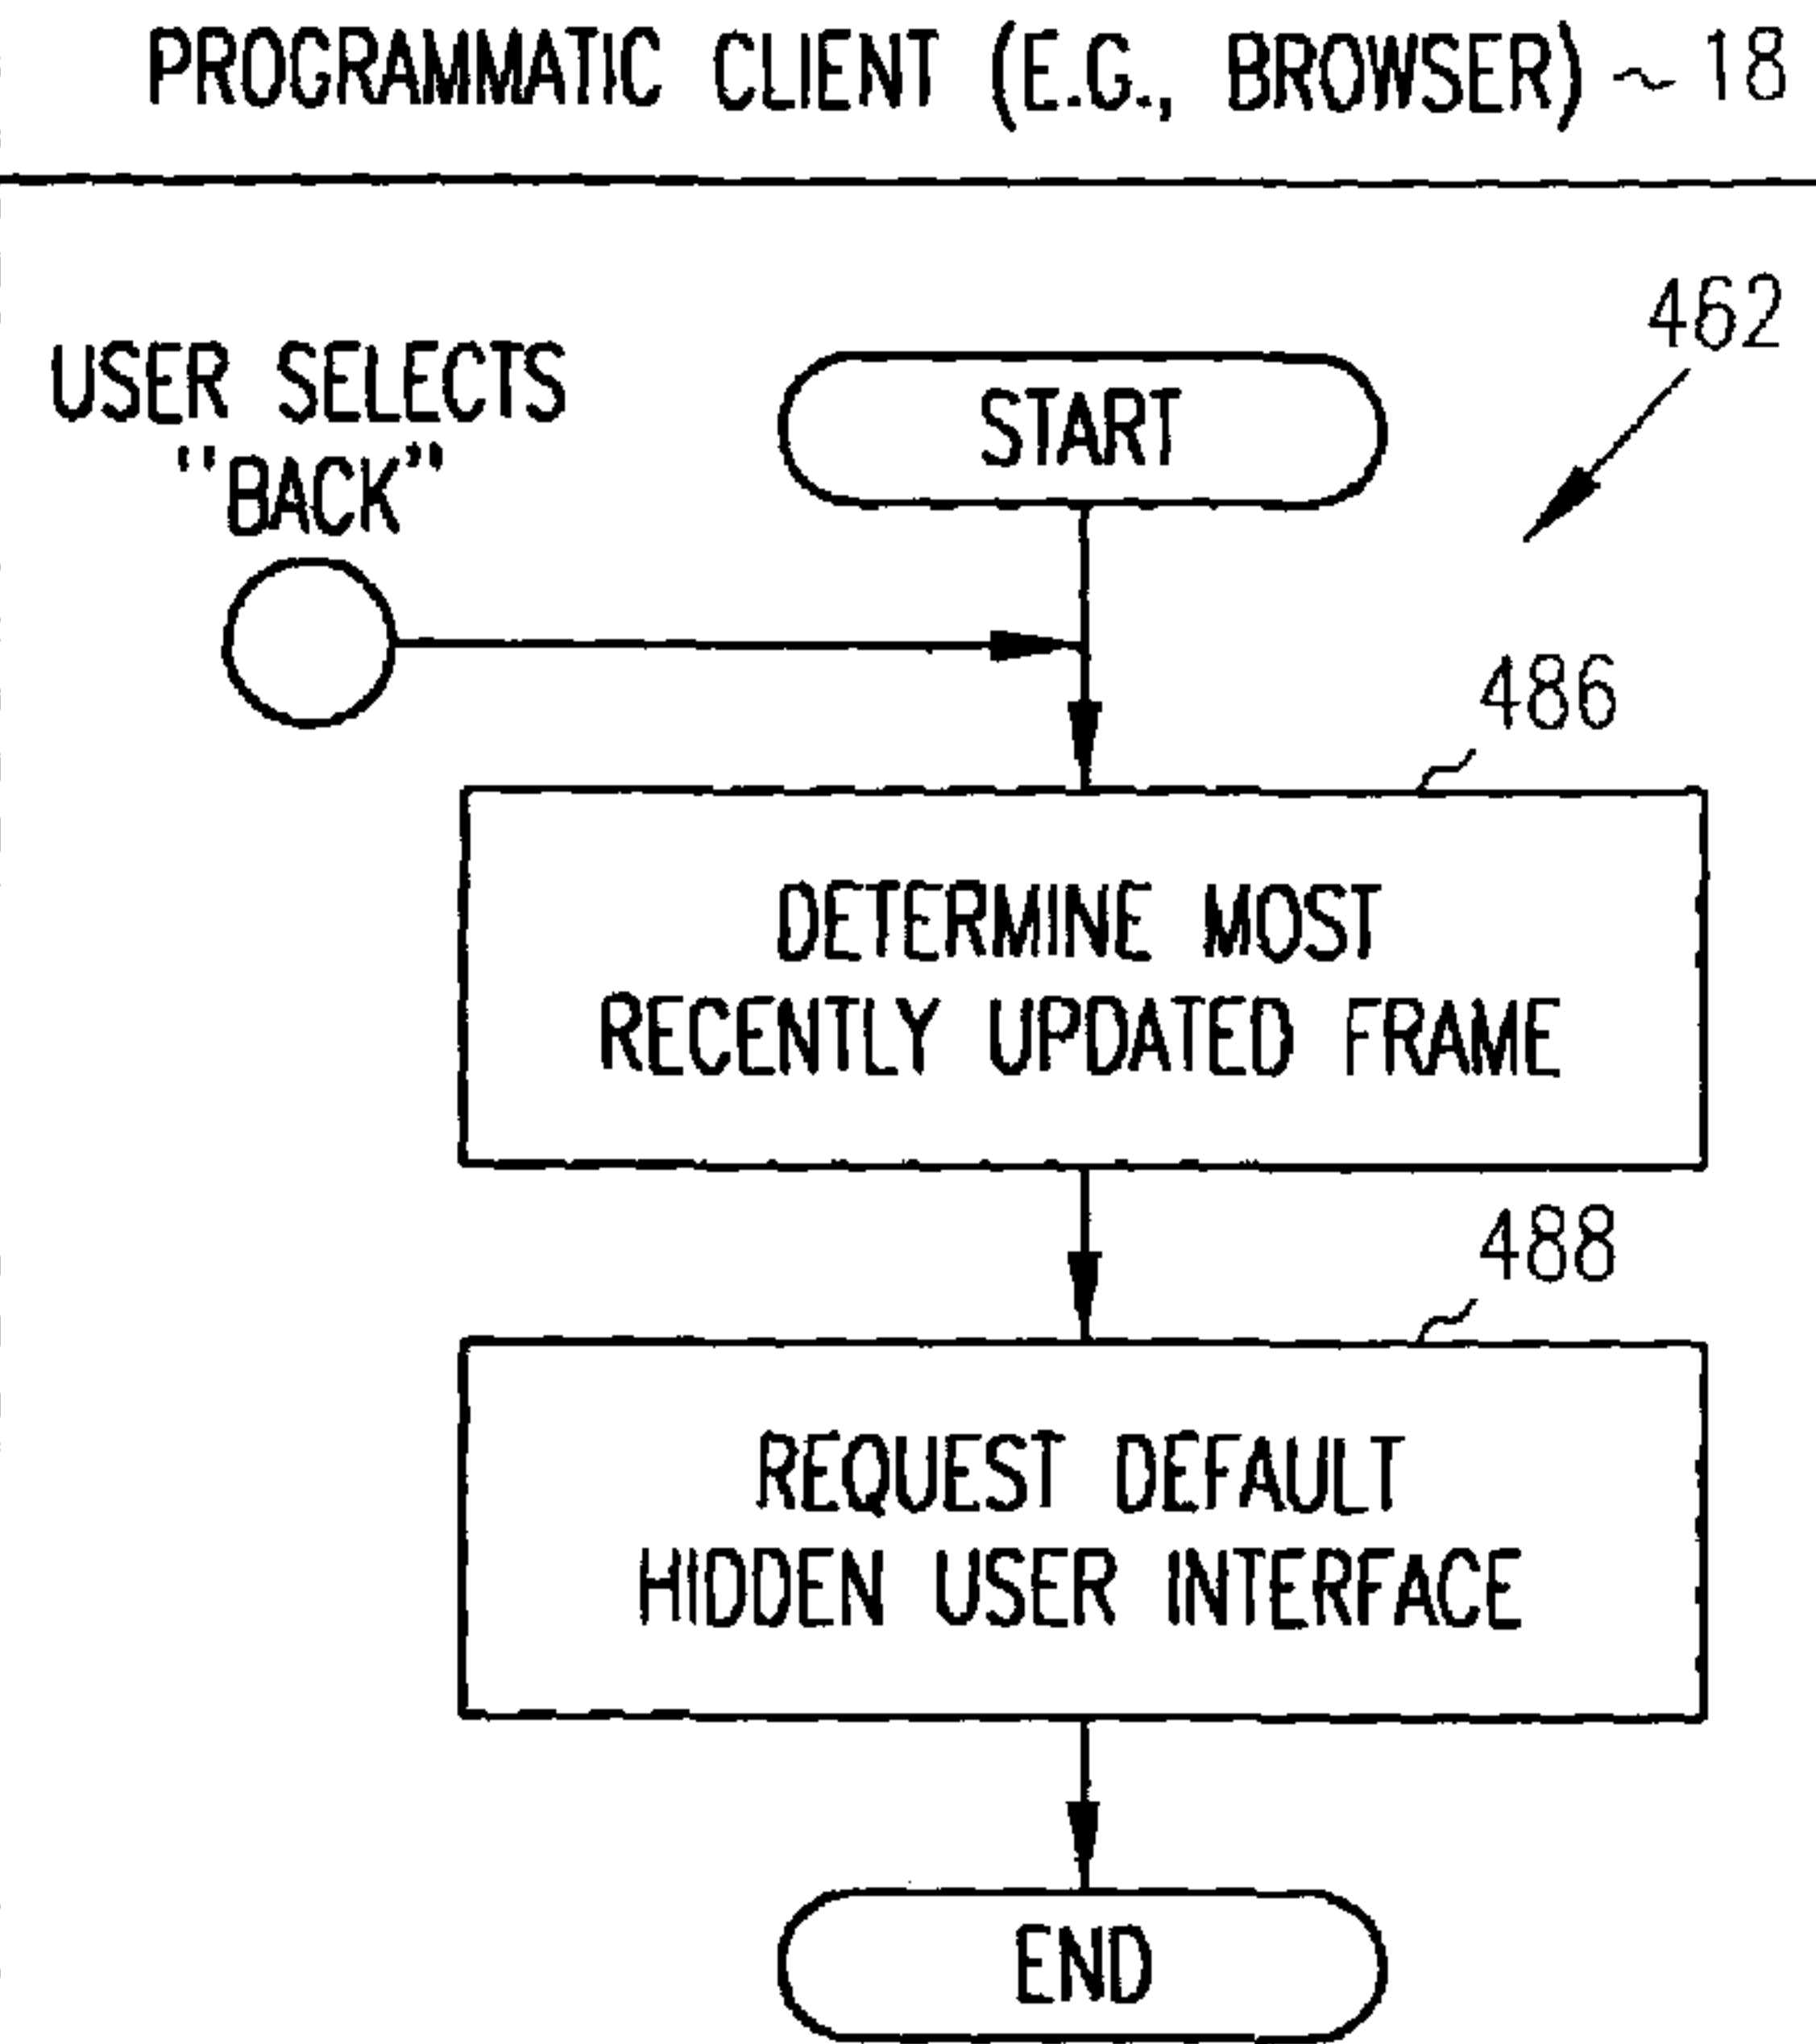 PROGRAMMATIC CLIENT (E.G., BROWSER) ~ 18
462
USER SELECTS
"BACK"
START
486
DETERMINE MOST
RECENTLY UPDATED FRAME
488
REQUEST DEFAULT
HIDDEN USER INTERFACE
END